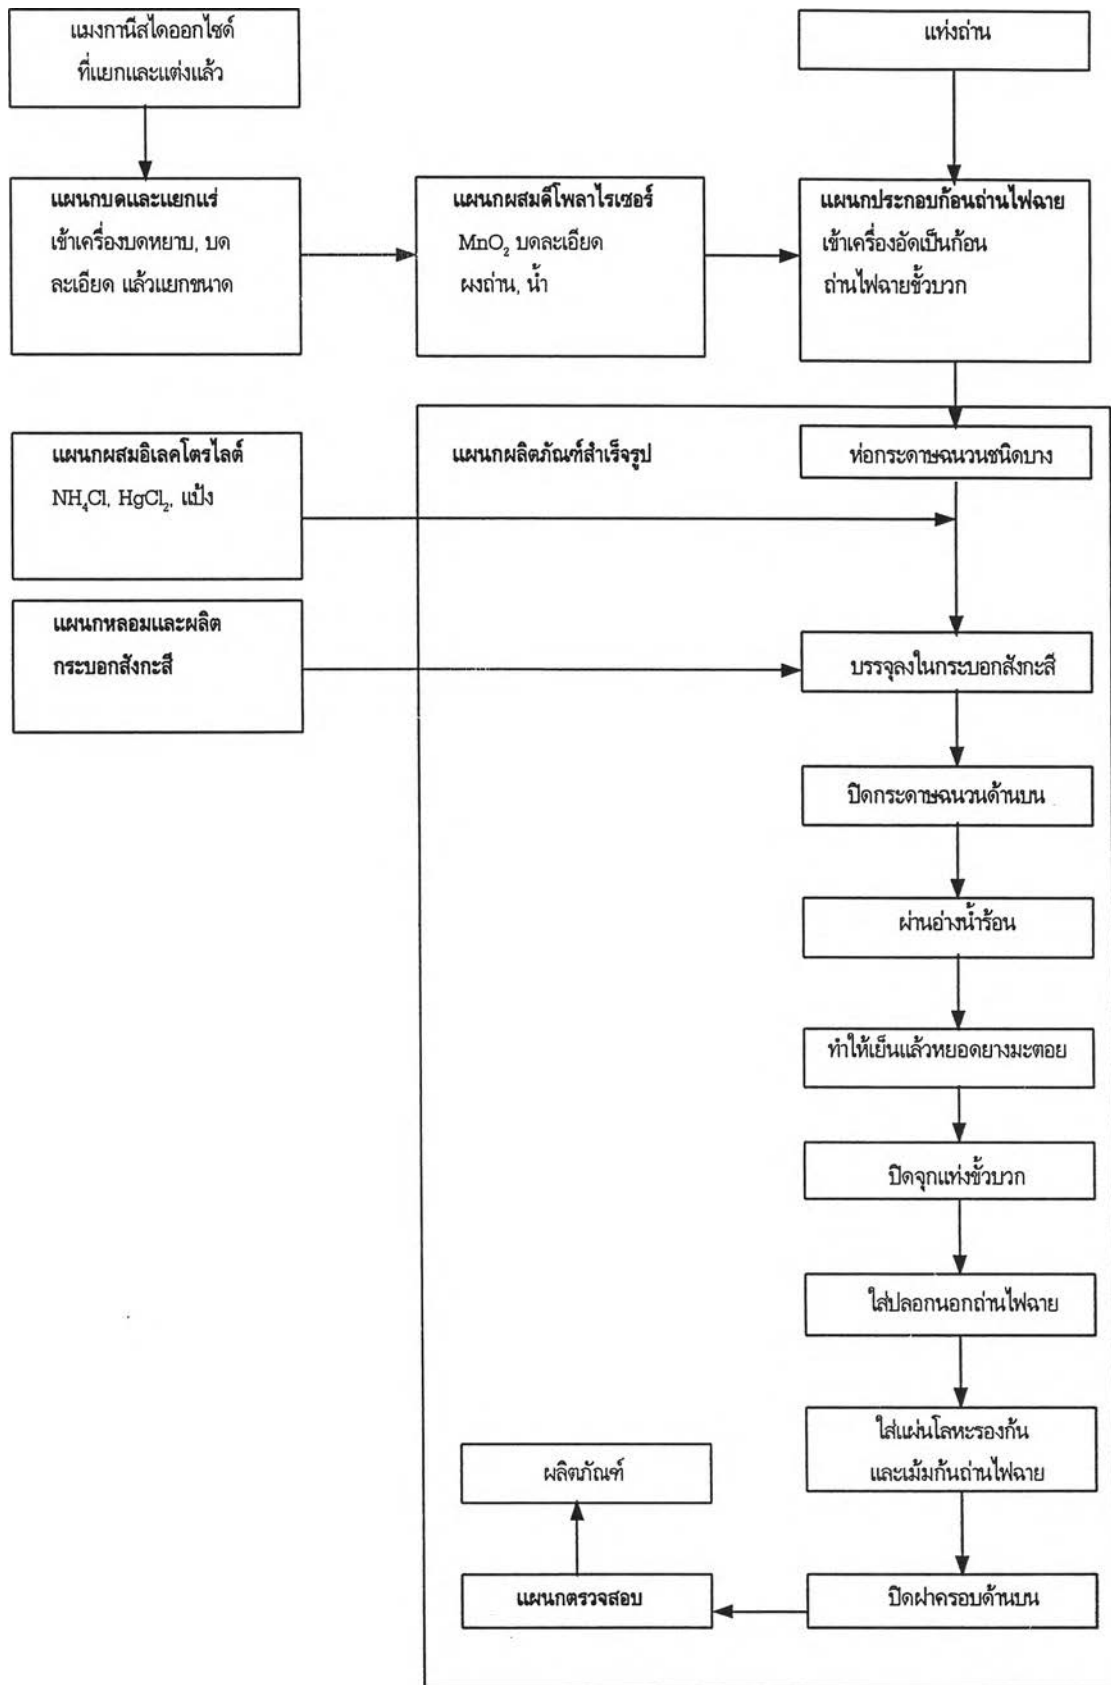 แมงกานีสไดออกไซด์
ที่แยกและแต่งแล้ว
แท่งถ่าน
แผนกบดและแยกแร่
เข้าเครื่องบดหยาบ, บด
ละเอียด แล้วแยกขนาด
แผนกผสมดีโพลาไรเซอร์
MnO₂ บดละเอียด
ผงถ่าน, น้ำ
แผนกประกอบก้อนถ่านไฟฉาย
เข้าเครื่องอัดเป็นก้อน
ถ่านไฟฉายขั้วบวก
แผนกผสมอิเลคโตรไลต์
NH₄Cl, HgCl₂, แป้ง
แผนกผลิตภัณฑ์สำเร็จรูป
ห่อกระดาษฉนวนชนิดบาง
แผนกหลอมและผลิต
กระบอกสังกะสี
บรรจุลงในกระบอกสังกะสี
ปิดกระดาษฉนวนด้านบน
ผ่านอ่างน้ำร้อน
ทำให้เย็นแล้วหยอดยางมะตอย
ปิดจุกแท่งขั้วบวก
ใส่ปลอกนอกถ่านไฟฉาย
ใส่แผ่นโลหะรองก้น
และเม้มก้นถ่านไฟฉาย
ผลิตภัณฑ์
แผนกตรวจสอบ
ปิดฝาครอบด้านบน